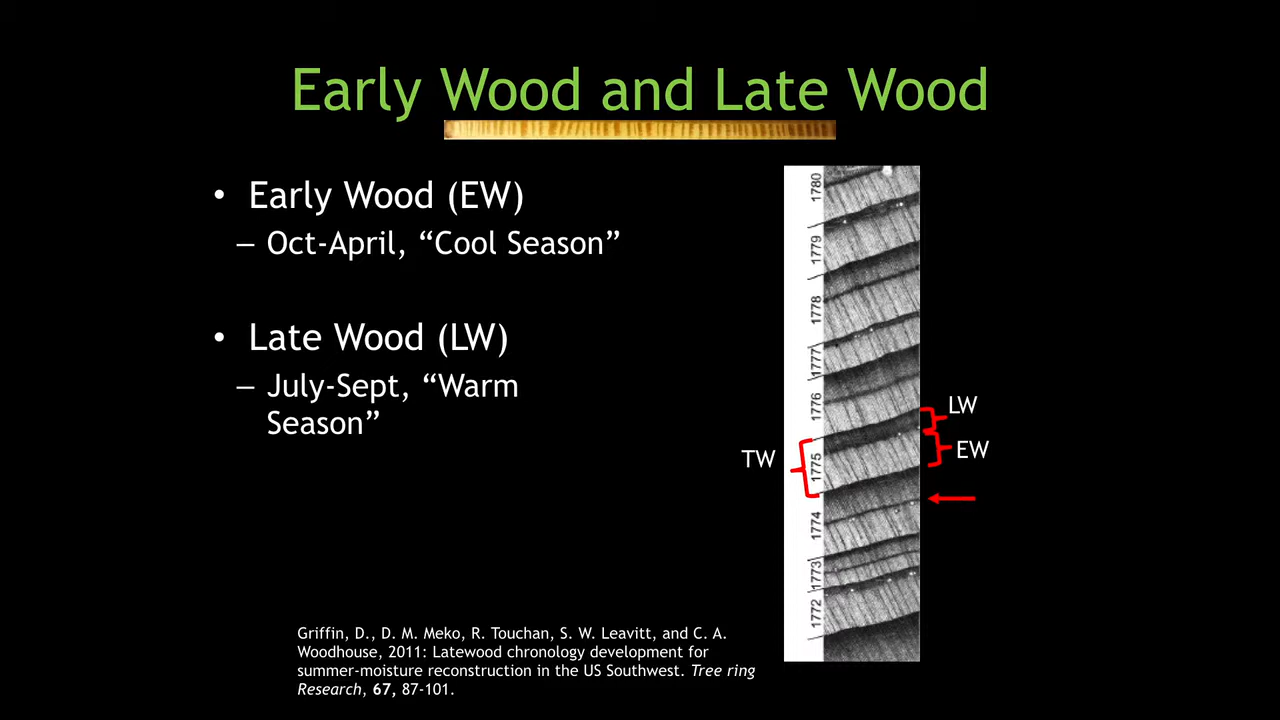 Early Wood and Late Wood
• Early Wood (EW)
– Oct-April, “Cool Season”
• Late Wood (LW)
– July-Sept, “Warm
Season”
1780
1779
1778
1777
1776
1775
1774
1773
1772
LW
EW
TW
Griffin, D., D. M. Meko, R. Touchan, S. W. Leavitt, and C. A.
Woodhouse, 2011: Latewood chronology development for
summer-moisture reconstruction in the US Southwest. Tree ring
Research, 67, 87-101.